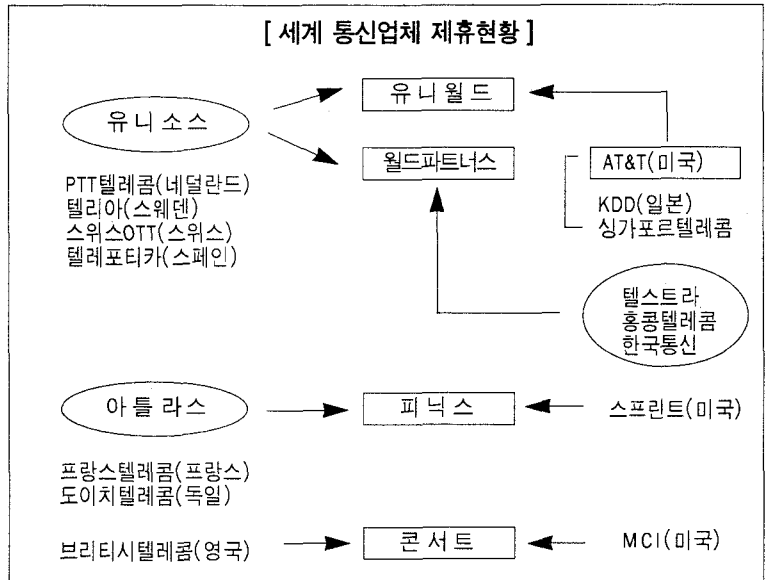 [ 세계 통신업체 제휴현황 ]
유니소스
유니월드
월드파트너스
AT&T(미국)
PTT텔레콤(네덜란드)
텔리아(스웨덴)
스위스OTT(스위스)
텔레포티카(스페인)
KDD(일본)
싱가포르텔레콤
텔스트라
홍콩텔레콤
한국통신
아틀라스
피닉스
스프린트(미국)
프랑스텔레콤(프랑스)
도이치텔레콤(독일)
브리티시텔레콤(영국)
콘서트
MCI(미국)